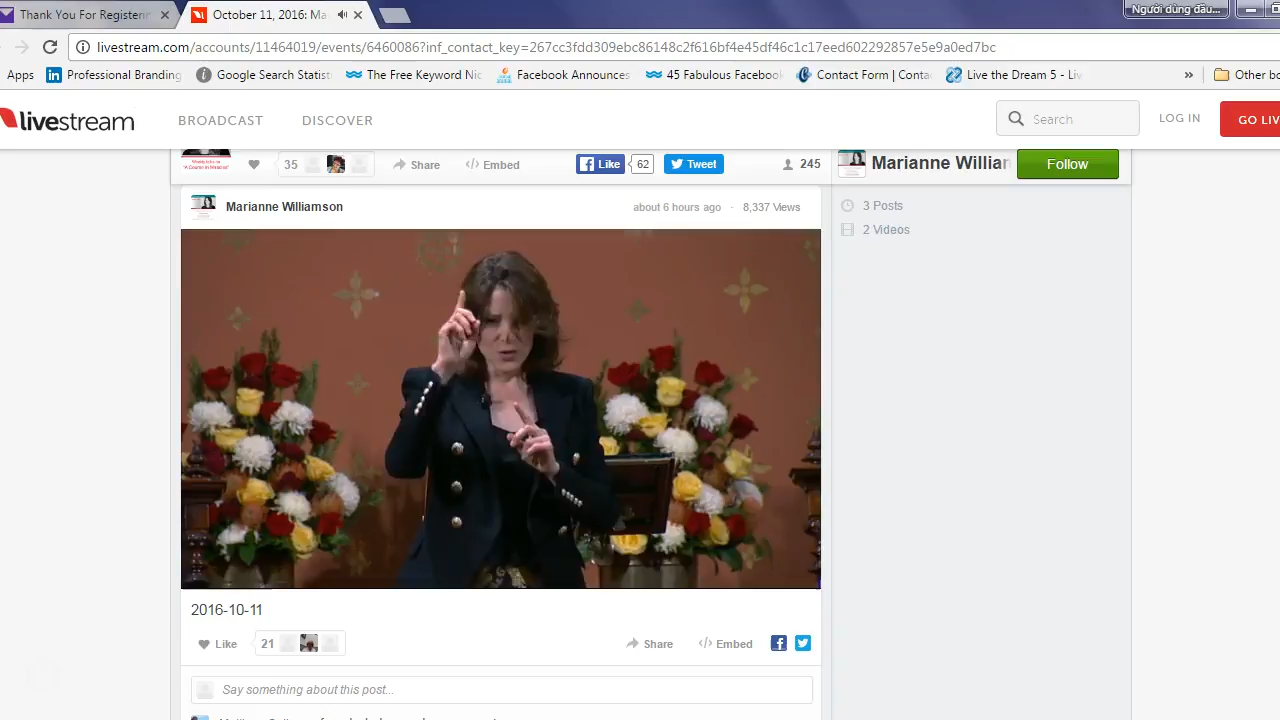 Thank You For Registenn
October 11, 2016: Ma
Người dùng đầu...
livestream.com/accounts/11464019/events/6460086?inf_contact_key=267cc3fdd309ebc86148c2f616bf4e45df46c1c17eed602292857e5e9a0ed7bc
Apps Professional Branding Google Search Statist The Free Keyword Nic Facebook Announces 45 Fabulous Facebook Contact Form | Conta Live the Dream 5 - Liv » Other bo
livestream BROADCAST DISCOVER Search LOG IN GO LIV
35 Share Embed Like 62 Tweet 245 Marianne Willian Follow
Marianne Williamson about 6 hours ago · 8,337 Views
3 Posts
2 Videos
2016-10-11
Like 21 Share Embed
Say something about this post...